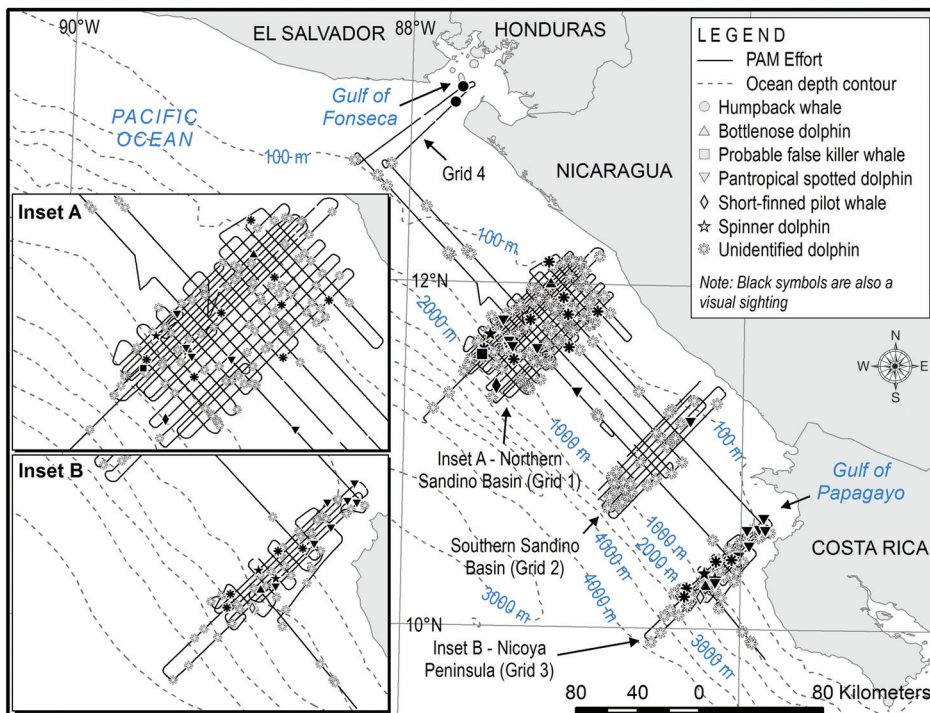 90°W
88°W
EL SALVADOR
HONDURAS
Gulf of
Fonseca
PACIFIC
OCEAN
100 m
Grid 4
NICARAGUA
LEGEND
PAM Effort
Ocean depth contour
Humpback whale
Bottlenose dolphin
Probable false killer whale
Pantropical spotted dolphin
Short-finned pilot whale
Spinner dolphin
Unidentified dolphin
Note: Black symbols are also a
visual sighting
N
W E
S
Inset A
100 m
12°N
2000 m
1000 m
100 m
Inset A - Northern
Sandino Basin (Grid 1)
Gulf of
Papagayo
Inset B
Southern Sandino
Basin (Grid 2)
1000 m
2000 m
4000 m
4000 m
3000 m
3000 m
COSTA RICA
10°N
Inset B - Nicoya
Peninsula (Grid 3)
80 40 0 80 Kilometers